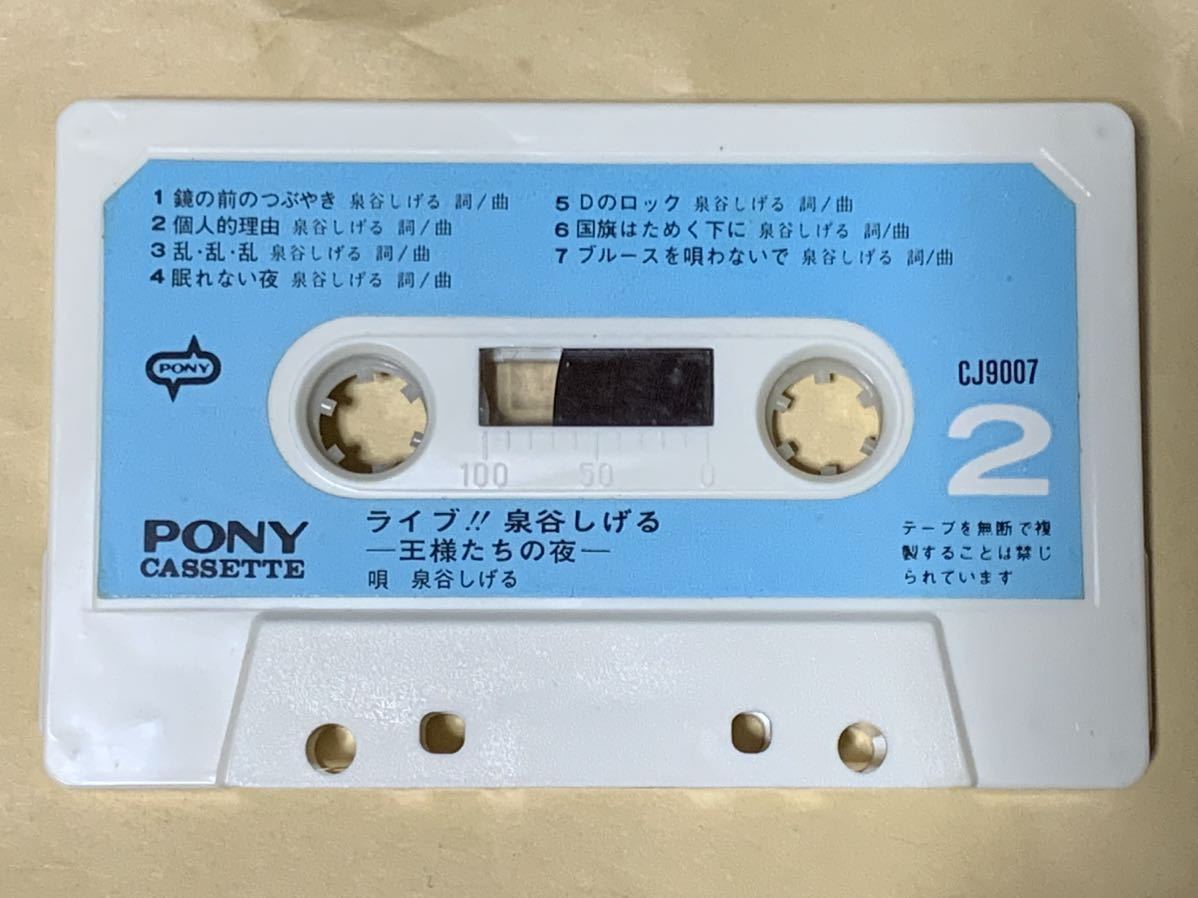 1 鏡の前のつぶやき 泉谷しげる 詞/曲
2 個人的理由 泉谷しげる 詞/曲
3 乱・乱・乱 泉谷しげる 詞/曲
4 眠れない夜 泉谷しげる 詞/曲
5 Dのロック 泉谷しげる 詞/曲
6 国旗はためく下に 泉谷しげる 詞/曲
7 ブルースを唄わないで 泉谷しげる 詞/曲
PONY
CJ9007
2
100 50 0
PONY
CASSETTE
ライブ!! 泉谷しげる
—王様たちの夜—
唄 泉谷しげる
テープを無断で複
製することは禁じ
られています